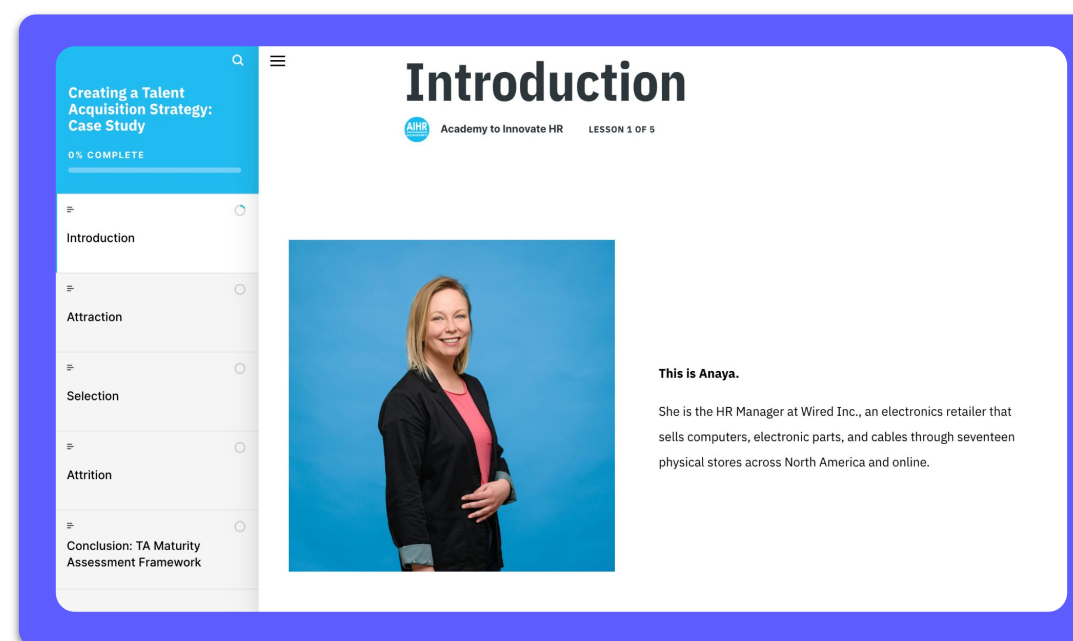 Creating a Talent
Acquisition Strategy:
Case Study
0% COMPLETE
Introduction
Attraction
Selection
Attrition
Conclusion: TA Maturity
Assessment Framework
Introduction
AIHR
Academy to Innovate HR LESSON 1 OF 5
This is Anaya.
She is the HR Manager at Wired Inc., an electronics retailer that
sells computers, electronic parts, and cables through seventeen
physical stores across North America and online.